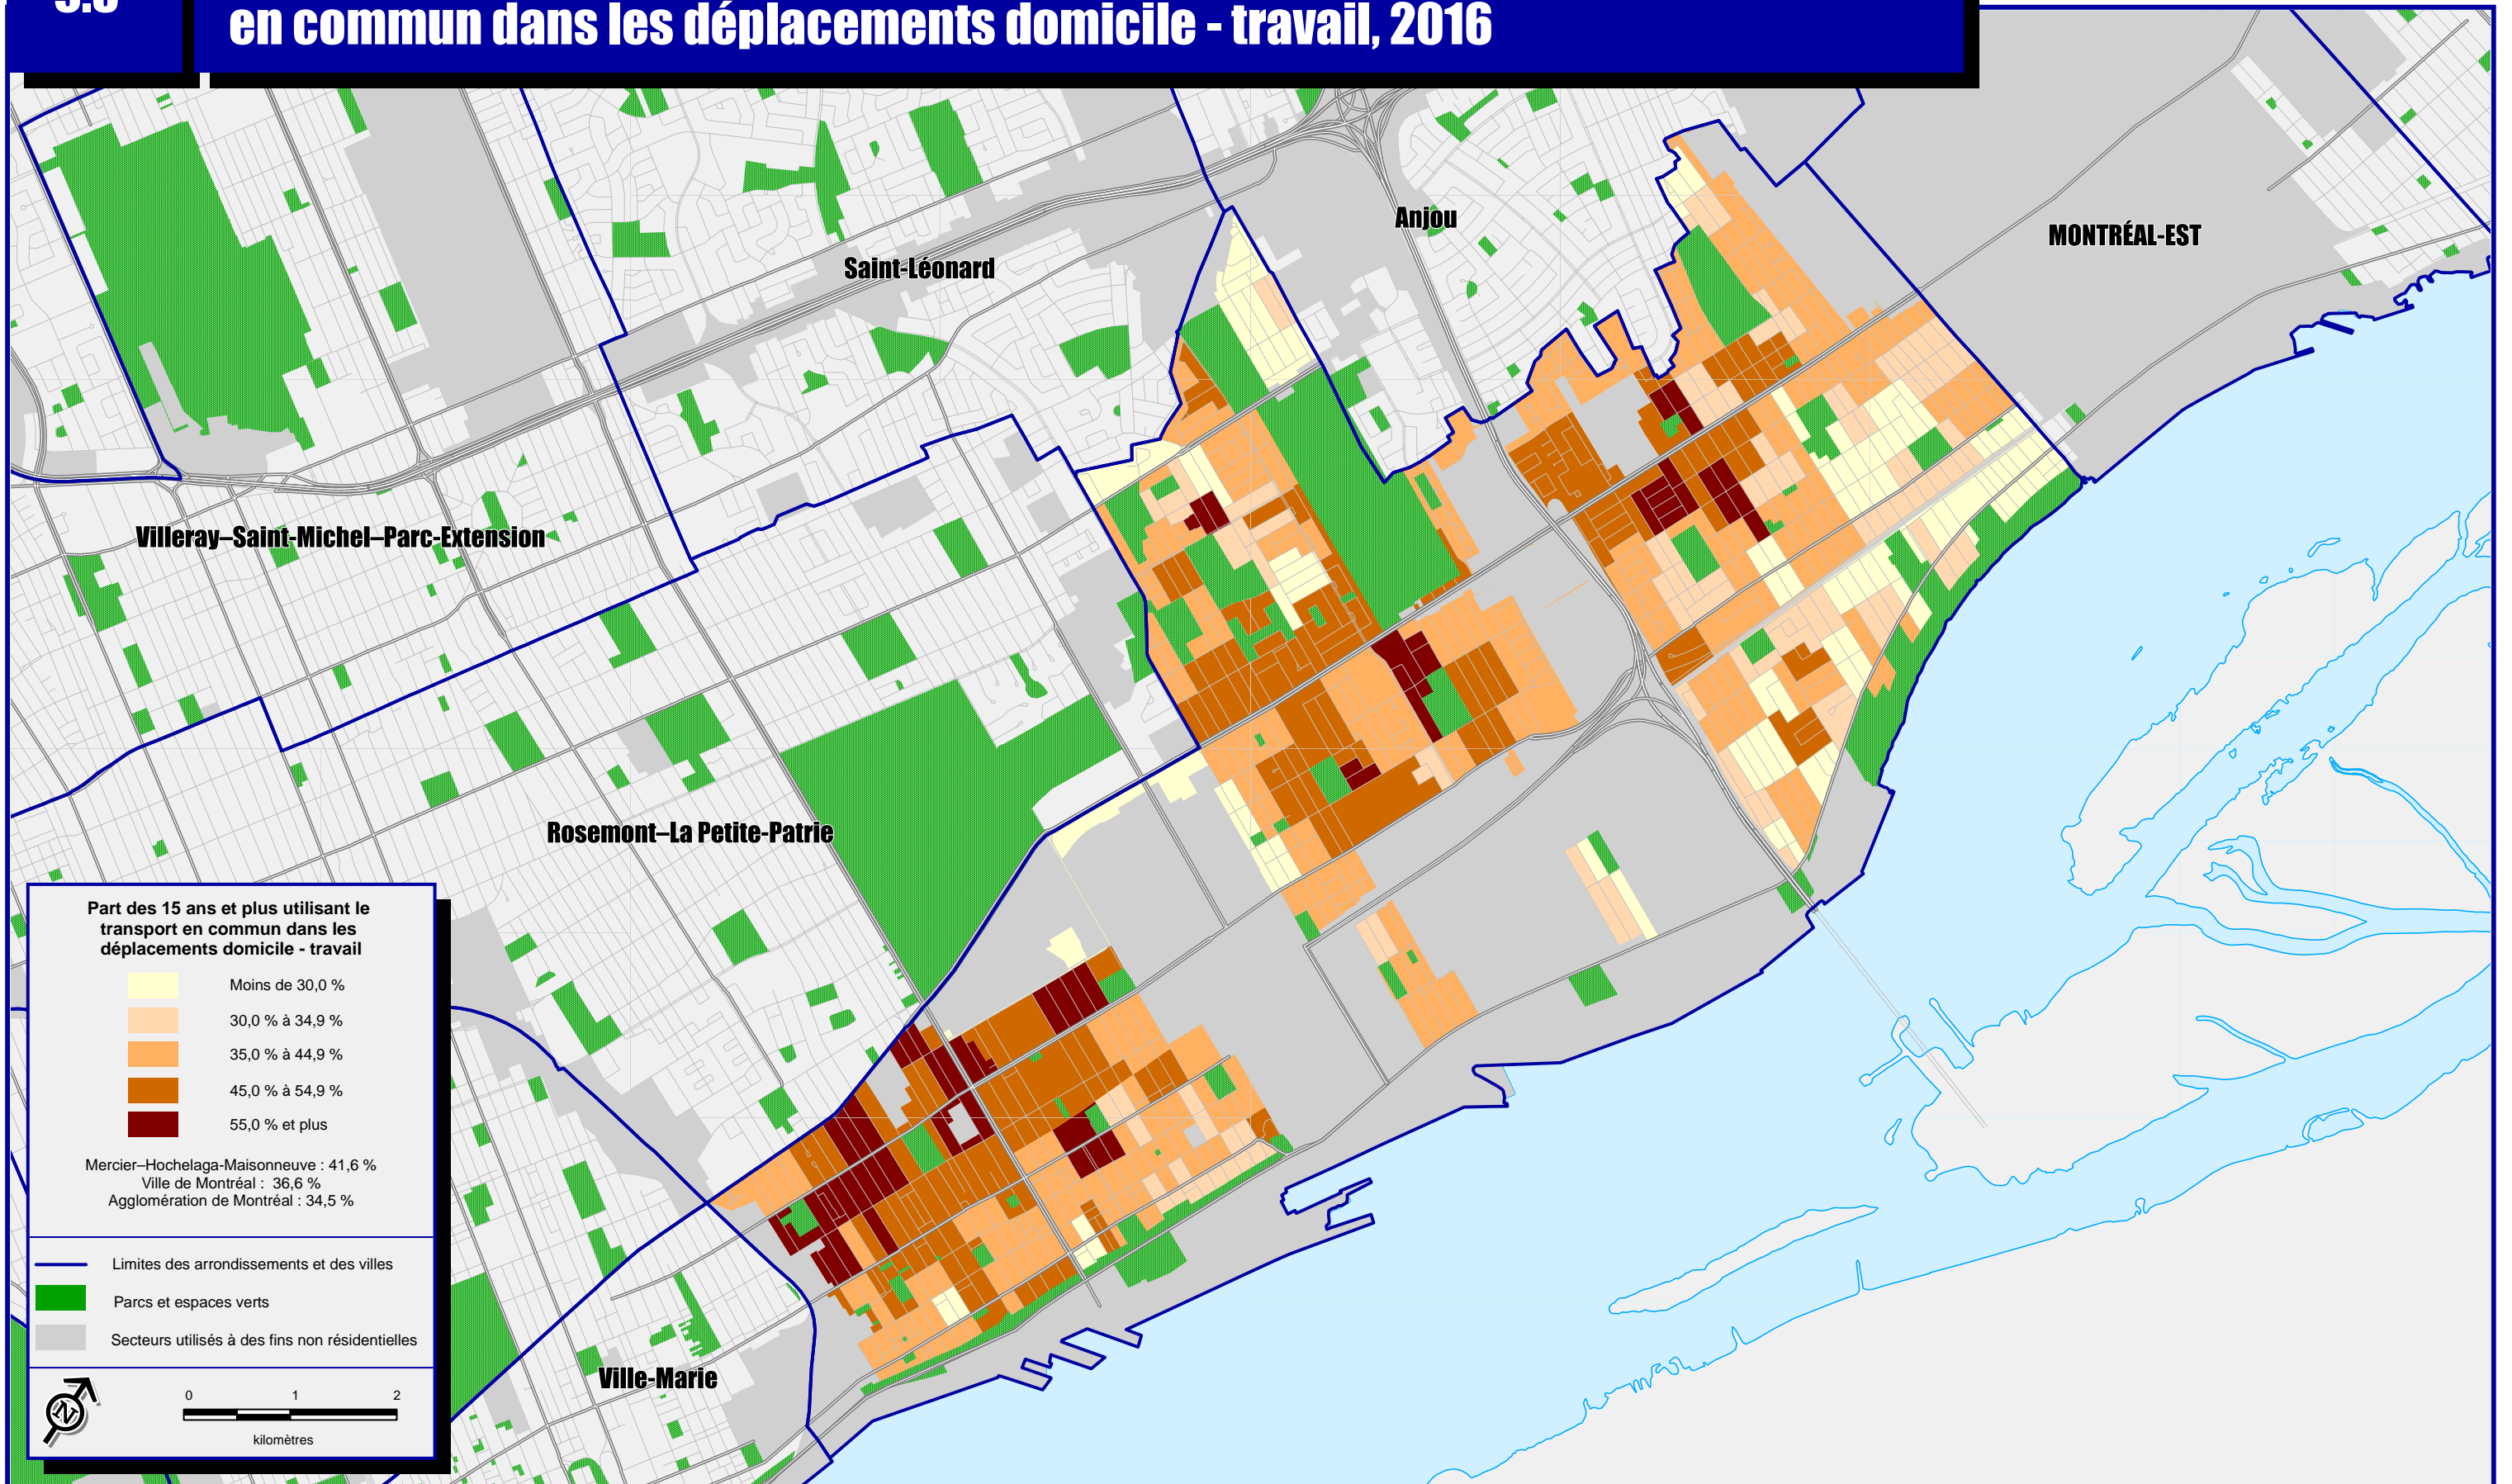 en commun dans les déplacements domicile - travail, 2016
Anjou
MONTRÉAL-EST
Saint-Léonard
Villeray–Saint-Michel–Parc-Extension
Rosemont–La Petite-Patrie
Ville-Marie
Part des 15 ans et plus utilisant le
transport en commun dans les
déplacements domicile - travail
Moins de 30,0 %
30,0 % à 34,9 %
35,0 % à 44,9 %
45,0 % à 54,9 %
55,0 % et plus
Mercier–Hochelaga-Maisonneuve : 41,6 %
Ville de Montréal : 36,6 %
Agglomération de Montréal : 34,5 %
Limites des arrondissements et des villes
Parcs et espaces verts
Secteurs utilisés à des fins non résidentielles
N
0 1 2
kilomètres